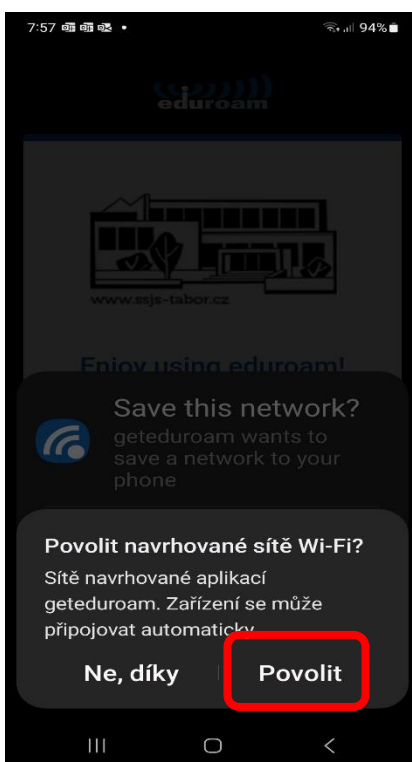 7:57
94%
eduroam
www.ssjs-tabor.cz
Enjoy using eduroam!
Save this network?
geteduroam wants to
save a network to your
phone
Povolit navrhované sítě Wi-Fi?
Sítě navrhované aplikací
geteduroam. Zařízení se může
připojovat automaticky.
Ne, díky
Povolit